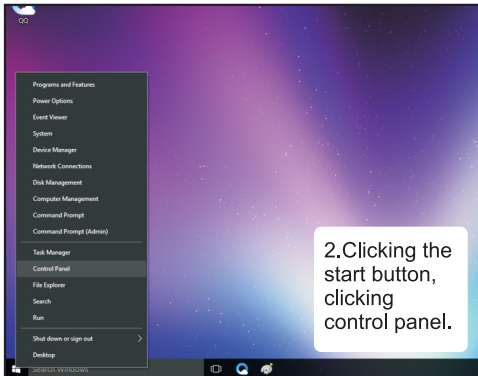 QQ
Programs and Features
Power Options
Event Viewer
System
Device Manager
Network Connections
Disk Management
Computer Management
Command Prompt
Command Prompt (Admin)
Task Manager
Control Panel
File Explorer
Search
Run
Shut down or sign out
Desktop
Search Windows
2.Clicking the
start button,
clicking
control panel.